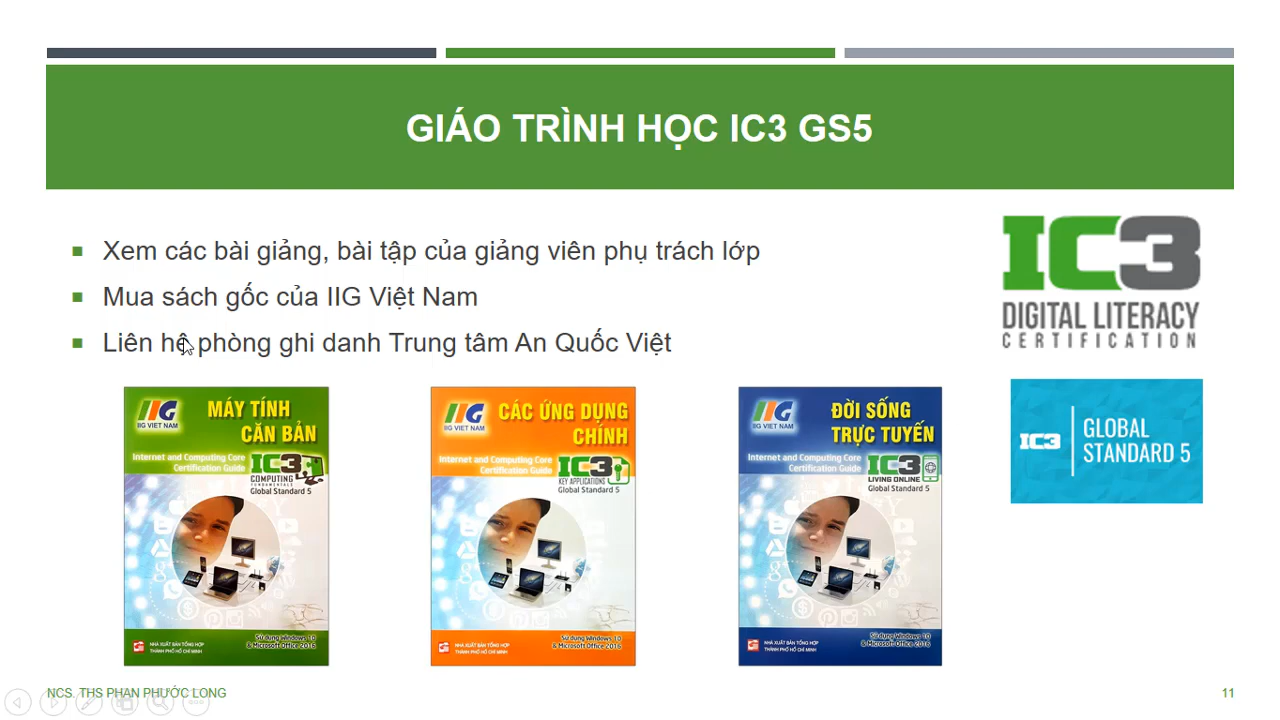 GIÁO TRÌNH HỌC IC3 GS5
Xem các bài giảng, bài tập của giảng viên phụ trách lớp
Mua sách gốc của IIG Việt Nam
Liên hệ phòng ghi danh Trung tâm An Quốc Việt
IC3
DIGITAL LITERACY
CERTIFICATION
IC3
GLOBAL
STANDARD 5
IIG
IIG VIET NAM
MÁY TÍNH
CĂN BẢN
Internet and Computing Core
Certification Guide
IC3
COMPUTING
FUNDAMENTALS
Global Standard 5
NHÀ XUẤT BẢN TỔNG HỢP
THÀNH PHỐ HỒ CHÍ MINH
Sử dụng Windows 10
& Microsoft Office 2016
IIG
IIG VIET NAM
CÁC ỨNG DỤNG
CHÍNH
Internet and Computing Core
Certification Guide
IC3
KEY APPLICATIONS
Global Standard 5
NHÀ XUẤT BẢN TỔNG HỢP
THÀNH PHỐ HỒ CHÍ MINH
Sử dụng Windows 10
& Microsoft Office 2016
IIG
IIG VIET NAM
ĐỜI SỐNG
TRỰC TUYẾN
Internet and Computing Core
Certification Guide
IC3
LIVING ONLINE
Global Standard 5
NHÀ XUẤT BẢN TỔNG HỢP
THÀNH PHỐ HỒ CHÍ MINH
Sử dụng Windows 10
& Microsoft Office 2016
NCS. THS PHAN PHƯỚC LONG
11